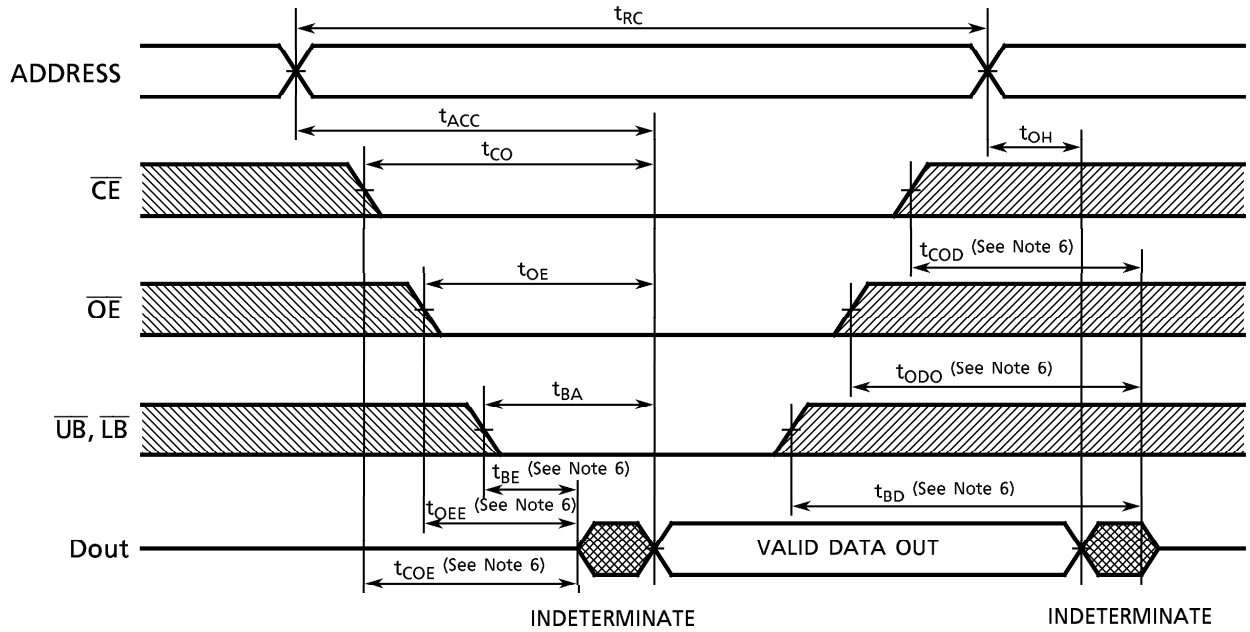 tRC
ADDRESS
tACC
tOH
tCO
CE
tCOD (See Note 6)
tOE
OE
tODO (See Note 6)
tBA
UB, LB
tBE (See Note 6)
tBD (See Note 6)
tOEE (See Note 6)
Dout
VALID DATA OUT
tCOE (See Note 6)
INDETERMINATE
INDETERMINATE